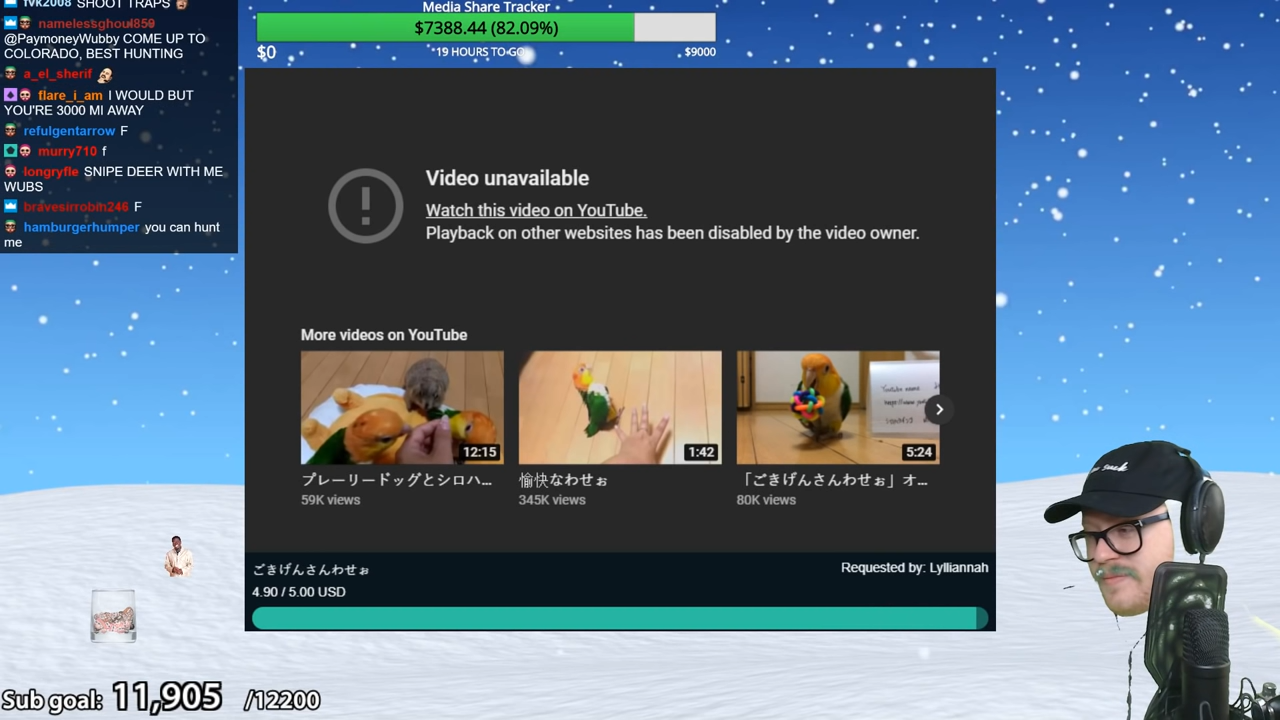 fvk2008 SHOOT TRAPS
namelessghoul859
@PaymoneyWubby COME UP TO
COLORADO, BEST HUNTING
a_el_sherif
flare_i_am I WOULD BUT
YOU'RE 3000 MI AWAY
refulgentarrow F
murry710 f
longryfle SNIPE DEER WITH ME
WUBS
bravesirrobin246 F
hamburgerhumper you can hunt
me
Media Share Tracker
$7388.44 (82.09%)
$0
19 HOURS TO GO
$9000
Video unavailable
Watch this video on YouTube.
Playback on other websites has been disabled by the video owner.
More videos on YouTube
12:15
1:42
5:24
プレーリードッグとシロハ...
愉快なわせぉ
「ごきげんさんわせぉ」オ...
59K views
345K views
80K views
ごきげんさんわせぉ
Requested by: Lylliannah
4.90 / 5.00 USD
Sub goal: 11,905 /12200